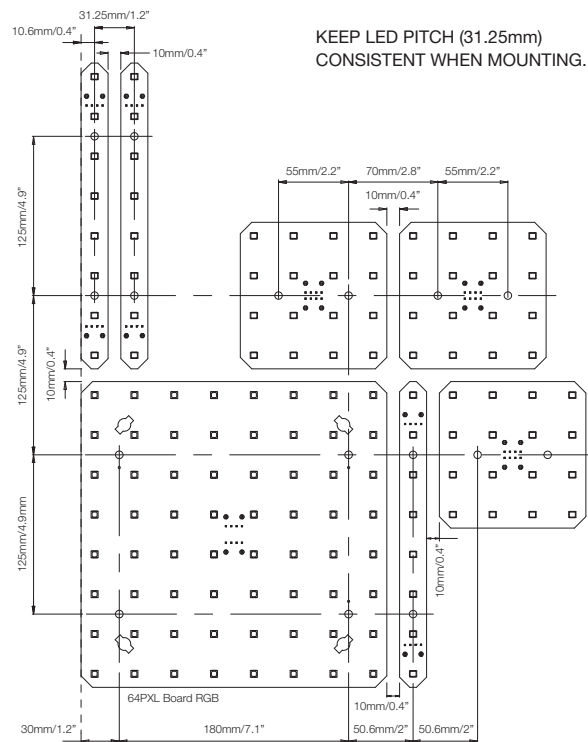 31.25mm/1.2"
10.6mm/0.4"
10mm/0.4"
KEEP LED PITCH (31.25mm)
CONSISTENT WHEN MOUNTING.
55mm/2.2" 70mm/2.8" 55mm/2.2"
10mm/0.4"
125mm/4.9"
125mm/4.9"
10mm/0.4"
125mm/4.9mm
10mm/0.4"
64PXL Board RGB
10mm/0.4"
30mm/1.2" 180mm/7.1" 50.6mm/2" 50.6mm/2"